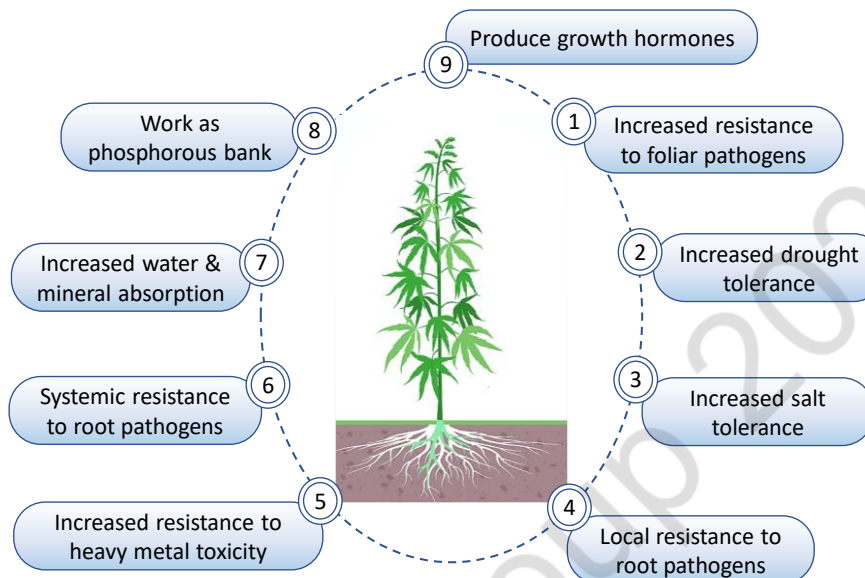 9
Produce growth hormones
1
Increased resistance
to foliar pathogens
2
Increased drought
tolerance
3
Increased salt
tolerance
4
Local resistance to
root pathogens
5
Increased resistance to
heavy metal toxicity
6
Systemic resistance
to root pathogens
7
Increased water &
mineral absorption
8
Work as
phosphorous bank